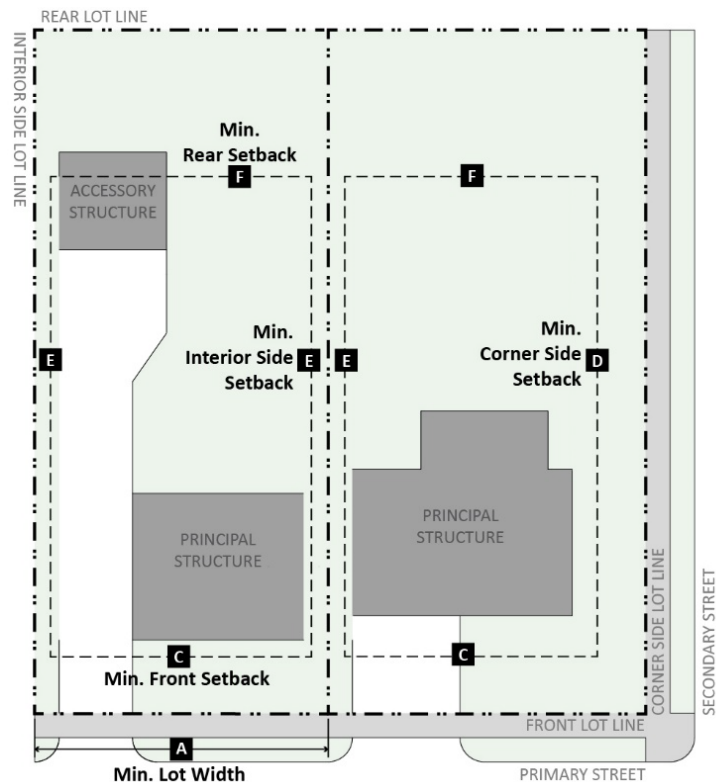 REAR LOT LINE
INTERIOR SIDE LOT LINE
Min.
Rear Setback
F
F
ACCESSORY
STRUCTURE
E
Min.
Interior Side
Setback
E
E
Min.
Corner Side
Setback
D
PRINCIPAL
STRUCTURE
PRINCIPAL
STRUCTURE
C
Min. Front Setback
C
CORNER SIDE LOT LINE
SECONDARY STREET
FRONT LOT LINE
A
Min. Lot Width
PRIMARY STREET